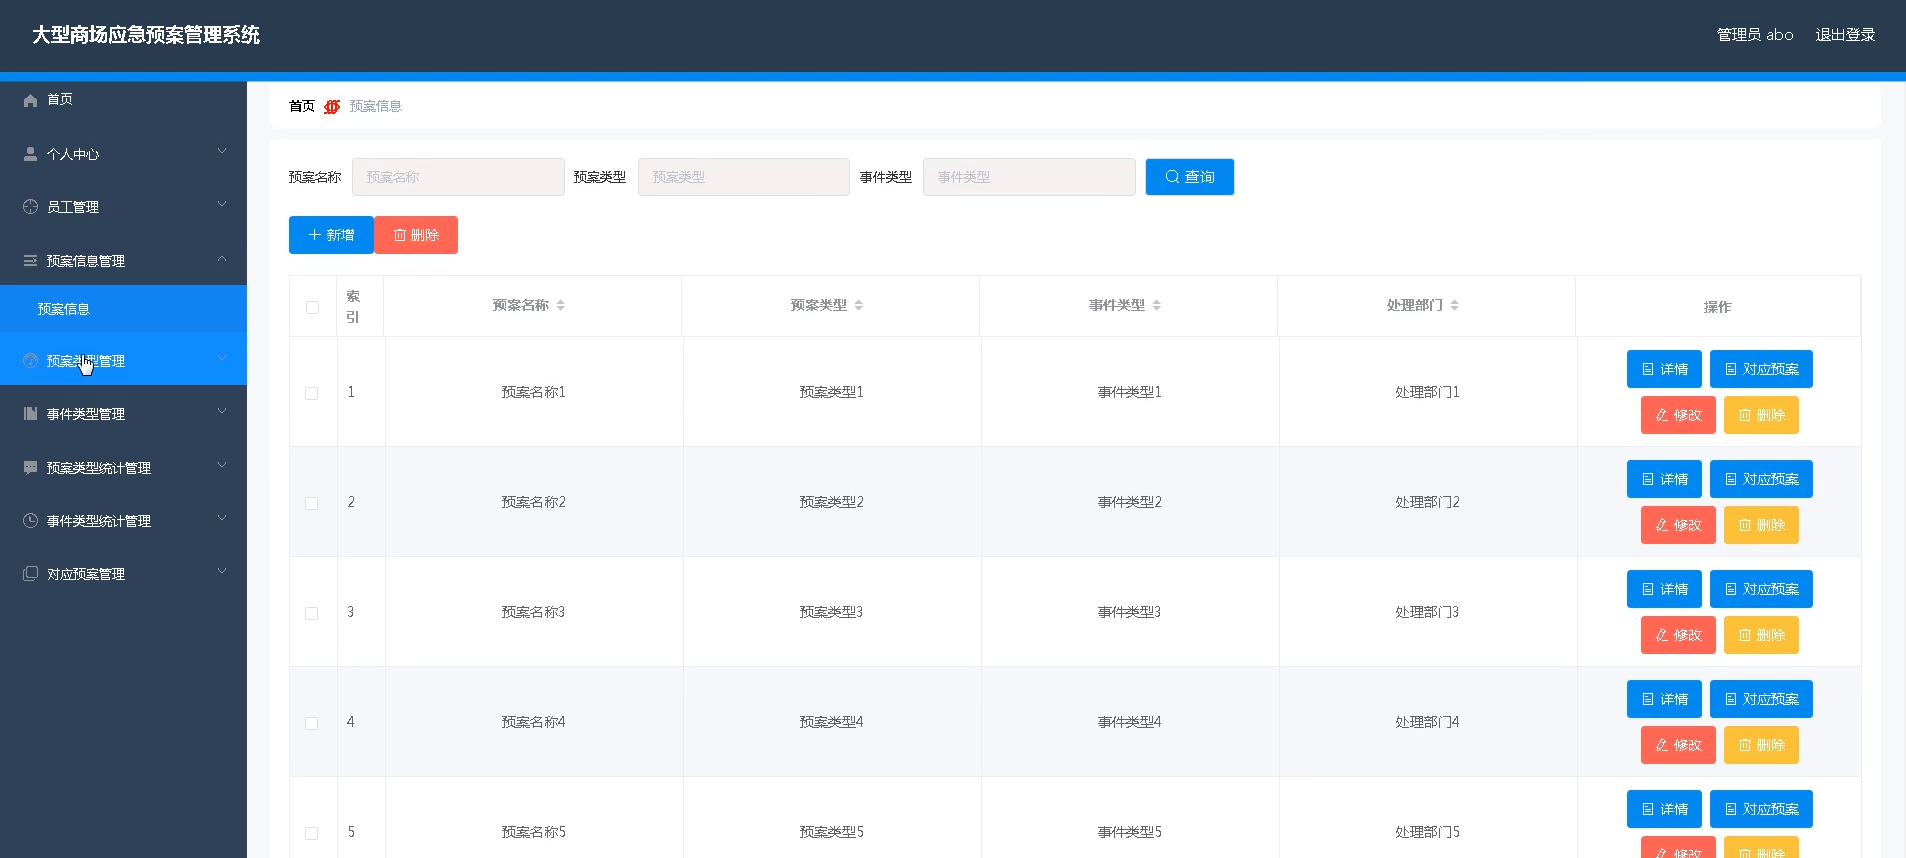 大型商场应急预案管理系统
管理员 abo 退出登录
首页
个人中心
员工管理
预案信息管理
预案信息
预案类型管理
事件类型管理
预案类型统计管理
事件类型统计管理
对应预案管理
首页 预案信息
预案名称 预案名称 预案类型 预案类型 事件类型 事件类型 查询
新增 删除
索引 预案名称 预案类型 事件类型 处理部门 操作
1 预案名称1 预案类型1 事件类型1 处理部门1 详情 对应预案
修改 删除
2 预案名称2 预案类型2 事件类型2 处理部门2 详情 对应预案
修改 删除
3 预案名称3 预案类型3 事件类型3 处理部门3 详情 对应预案
修改 删除
4 预案名称4 预案类型4 事件类型4 处理部门4 详情 对应预案
修改 删除
5 预案名称5 预案类型5 事件类型5 处理部门5 详情 对应预案
修改 删除